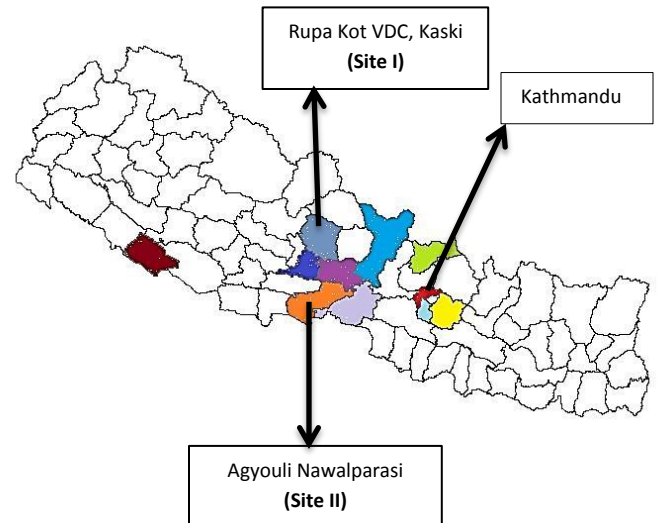 Rupa Kot VDC, Kaski
(Site I)
Kathmandu
Agyouli Nawalparasi
(Site II)